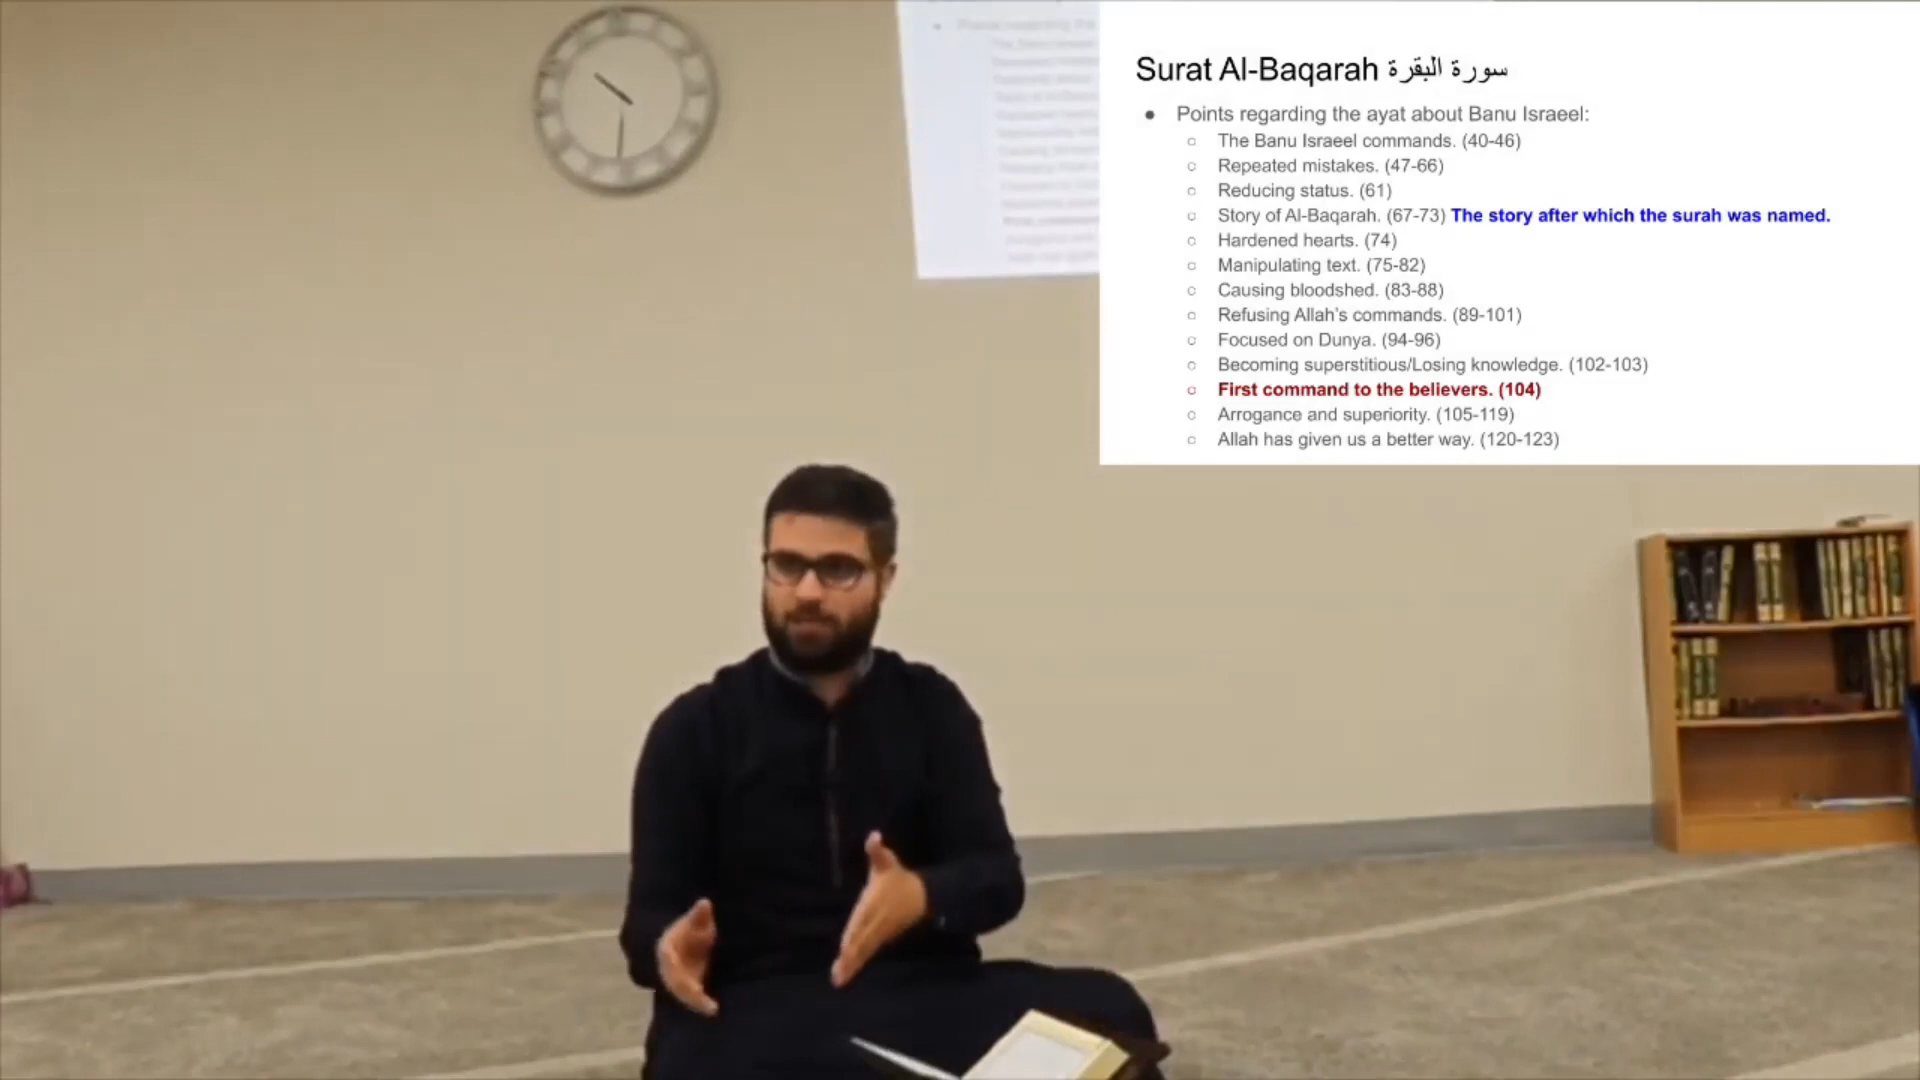 Surat Al-Baqarah سورة البقرة
● Points regarding the ayat about Banu Israeel:
○ The Banu Israeel commands. (40-46)
○ Repeated mistakes. (47-66)
○ Reducing status. (61)
○ Story of Al-Baqarah. (67-73) The story after which the surah was named.
○ Hardened hearts. (74)
○ Manipulating text. (75-82)
○ Causing bloodshed. (83-88)
○ Refusing Allah's commands. (89-101)
○ Focused on Dunya. (94-96)
○ Becoming superstitious/Losing knowledge. (102-103)
○ First command to the believers. (104)
○ Arrogance and superiority. (105-119)
○ Allah has given us a better way. (120-123)